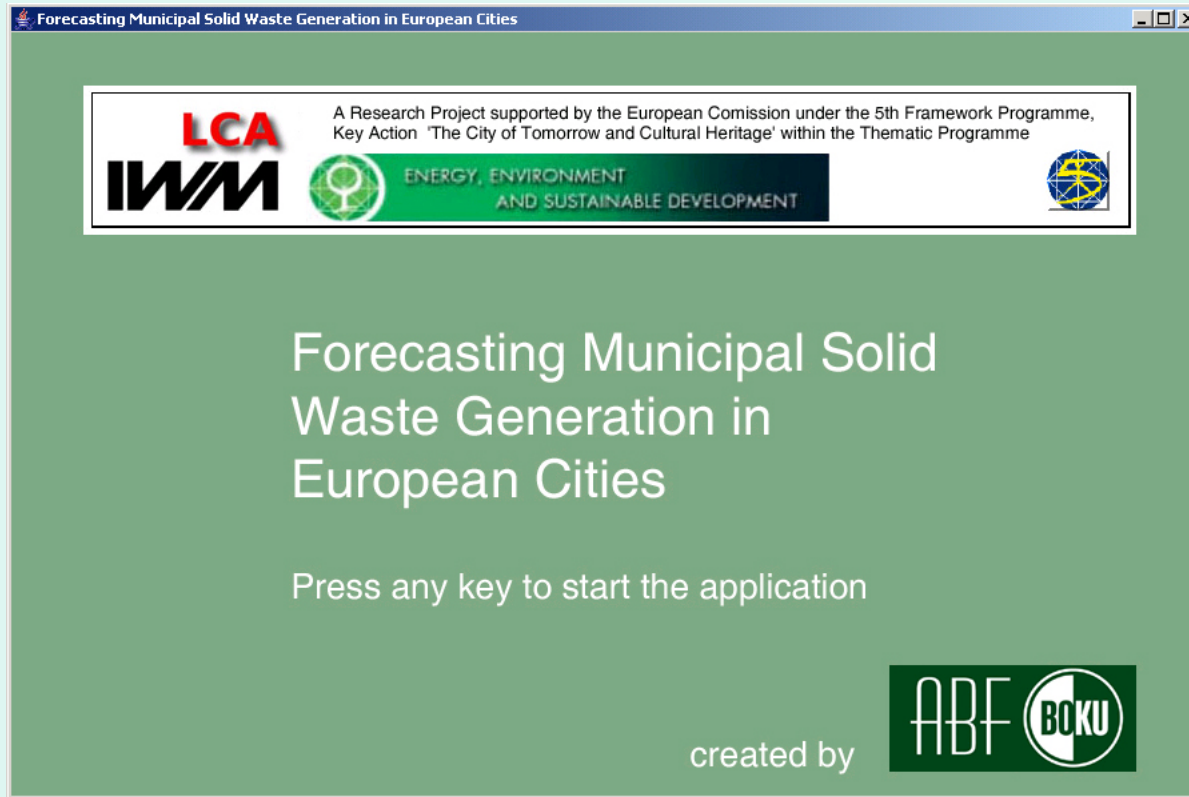 Forecasting Municipal Solid Waste Generation in European Cities
LCA
IWM
A Research Project supported by the European Comission under the 5th Framework Programme,
Key Action 'The City of Tomorrow and Cultural Heritage' within the Thematic Programme
ENERGY, ENVIRONMENT
AND SUSTAINABLE DEVELOPMENT
5
Forecasting Municipal Solid
Waste Generation in
European Cities
Press any key to start the application
created by
ABF
BOKU